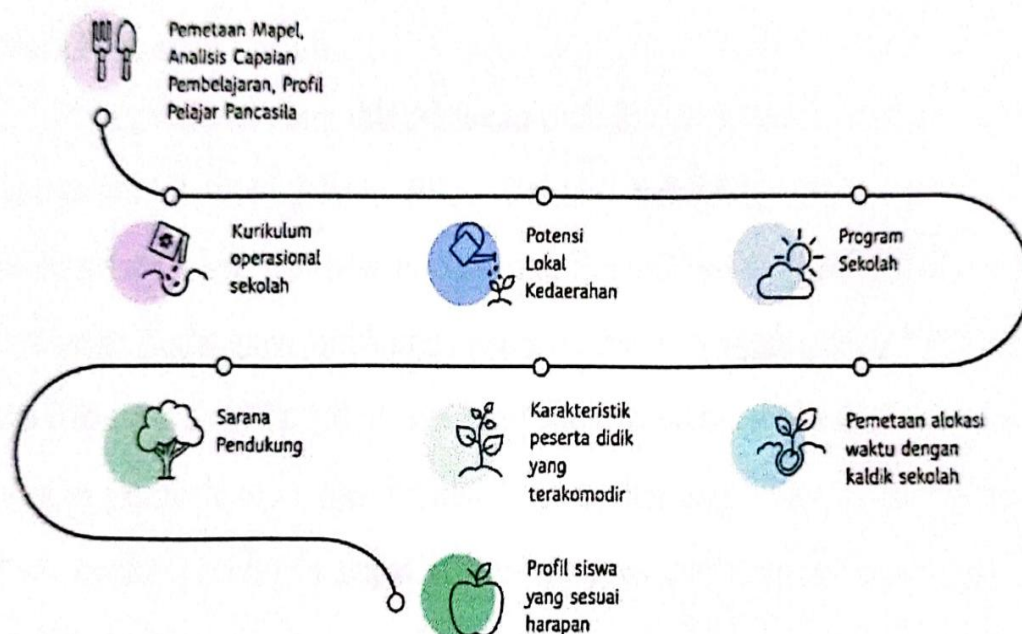 Pemetaan Mapel,
Analisis Capaian
Pembelajaran, Profil
Pelajar Pancasila
Kurikulum
operasional
sekolah
Potensi
Lokal
Kedaerahan
Program
Sekolah
Sarana
Pendukung
Karakteristik
peserta didik
yang
terakomodir
Pemetaan alokasi
waktu dengan
kaldik sekolah
Profil siswa
yang sesuai
harapan